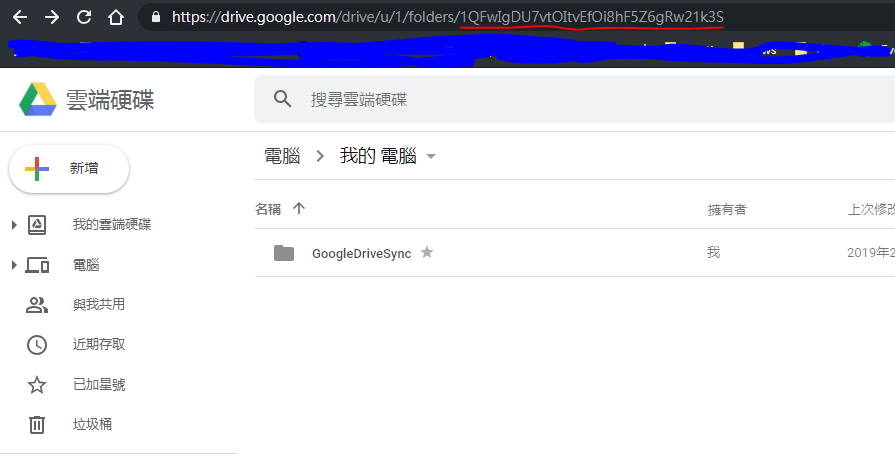 https://drive.google.com/drive/u/1/folders/1QFwIgDU7vtOItvEfOi8hF5Z6gRw21k3S
雲端硬碟
搜尋雲端硬碟
新增
電腦 > 我的 電腦
名稱 擁有者 上次修改
GoogleDriveSync 我 2019年2
我的雲端硬碟
電腦
與我共用
近期存取
已加星號
垃圾桶